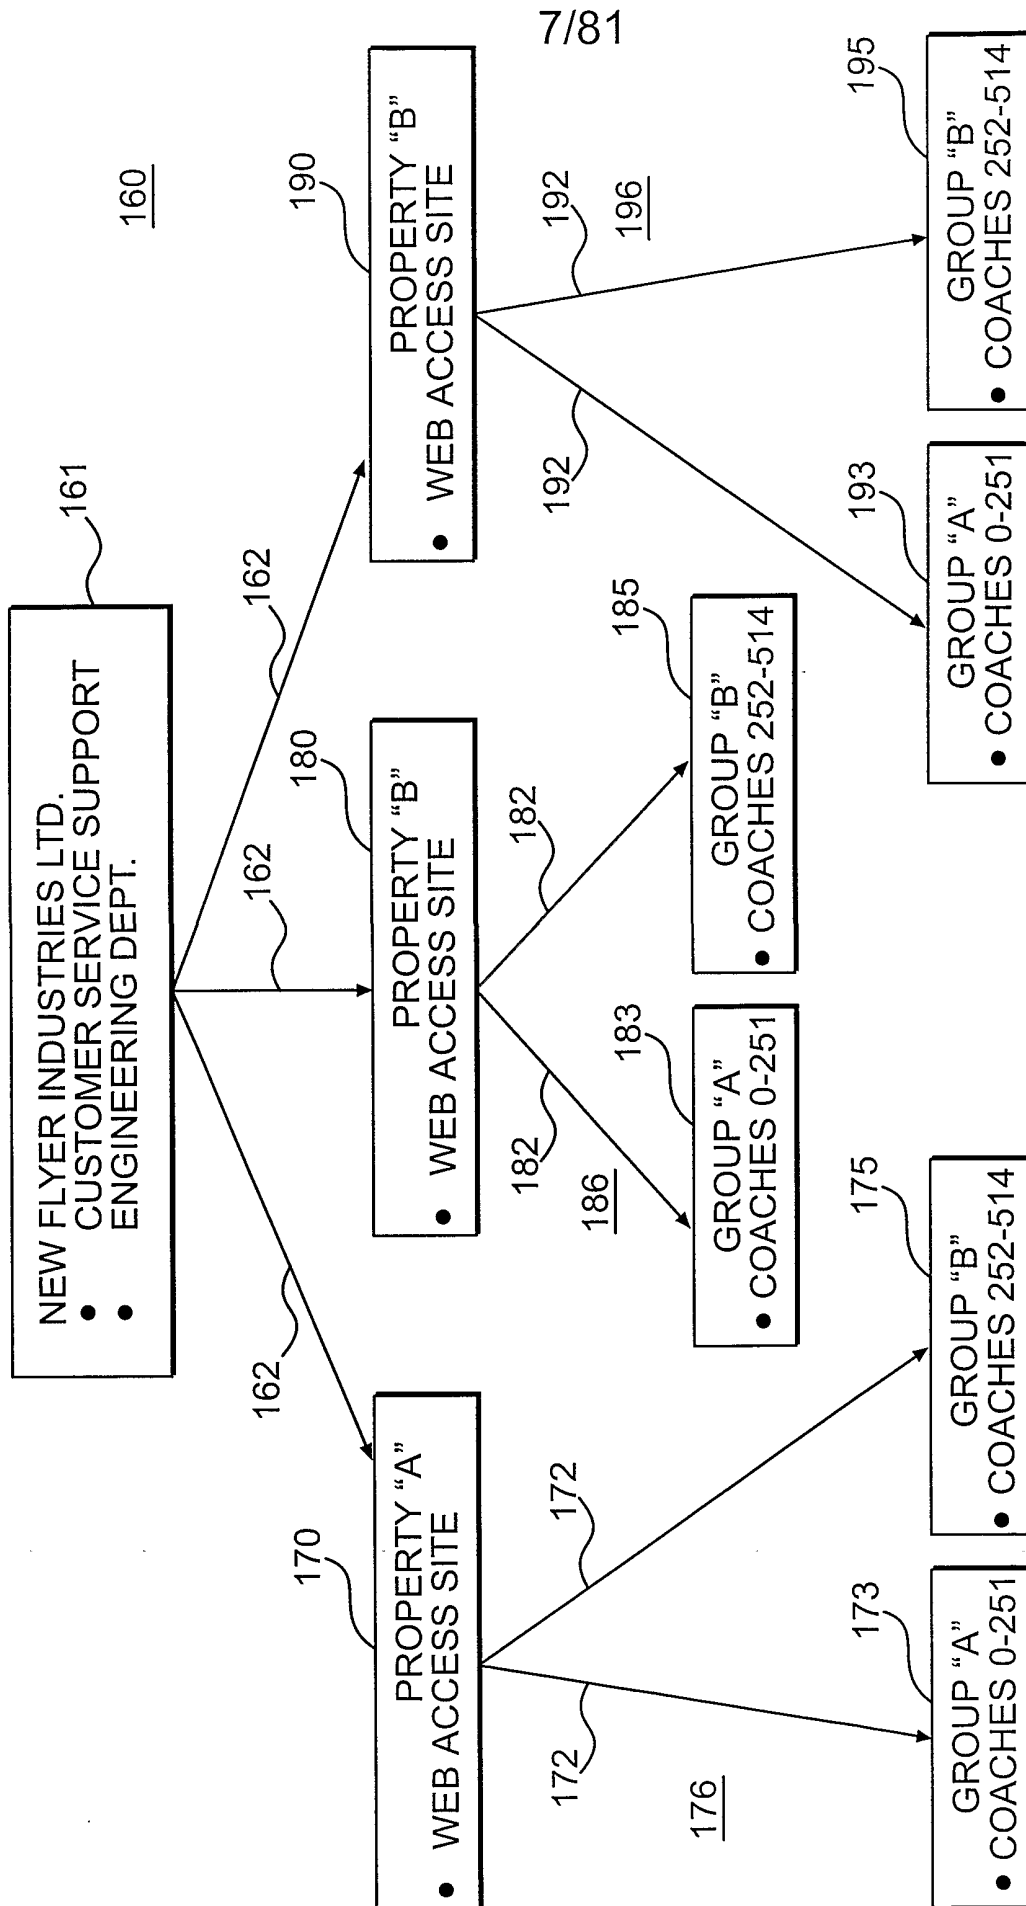 7/81
160
NEW FLYER INDUSTRIES LTD.
● CUSTOMER SERVICE SUPPORT
● ENGINEERING DEPT.
161
162
162
162
170
PROPERTY “A”
● WEB ACCESS SITE
180
PROPERTY “B”
● WEB ACCESS SITE
190
PROPERTY “B”
● WEB ACCESS SITE
172
172
176
182
182
186
192
192
196
183
GROUP “A”
● COACHES 0-251
185
GROUP “B”
● COACHES 252-514
173
GROUP “A”
● COACHES 0-251
175
GROUP “B”
● COACHES 252-514
193
GROUP “A”
● COACHES 0-251
195
GROUP “B”
● COACHES 252-514